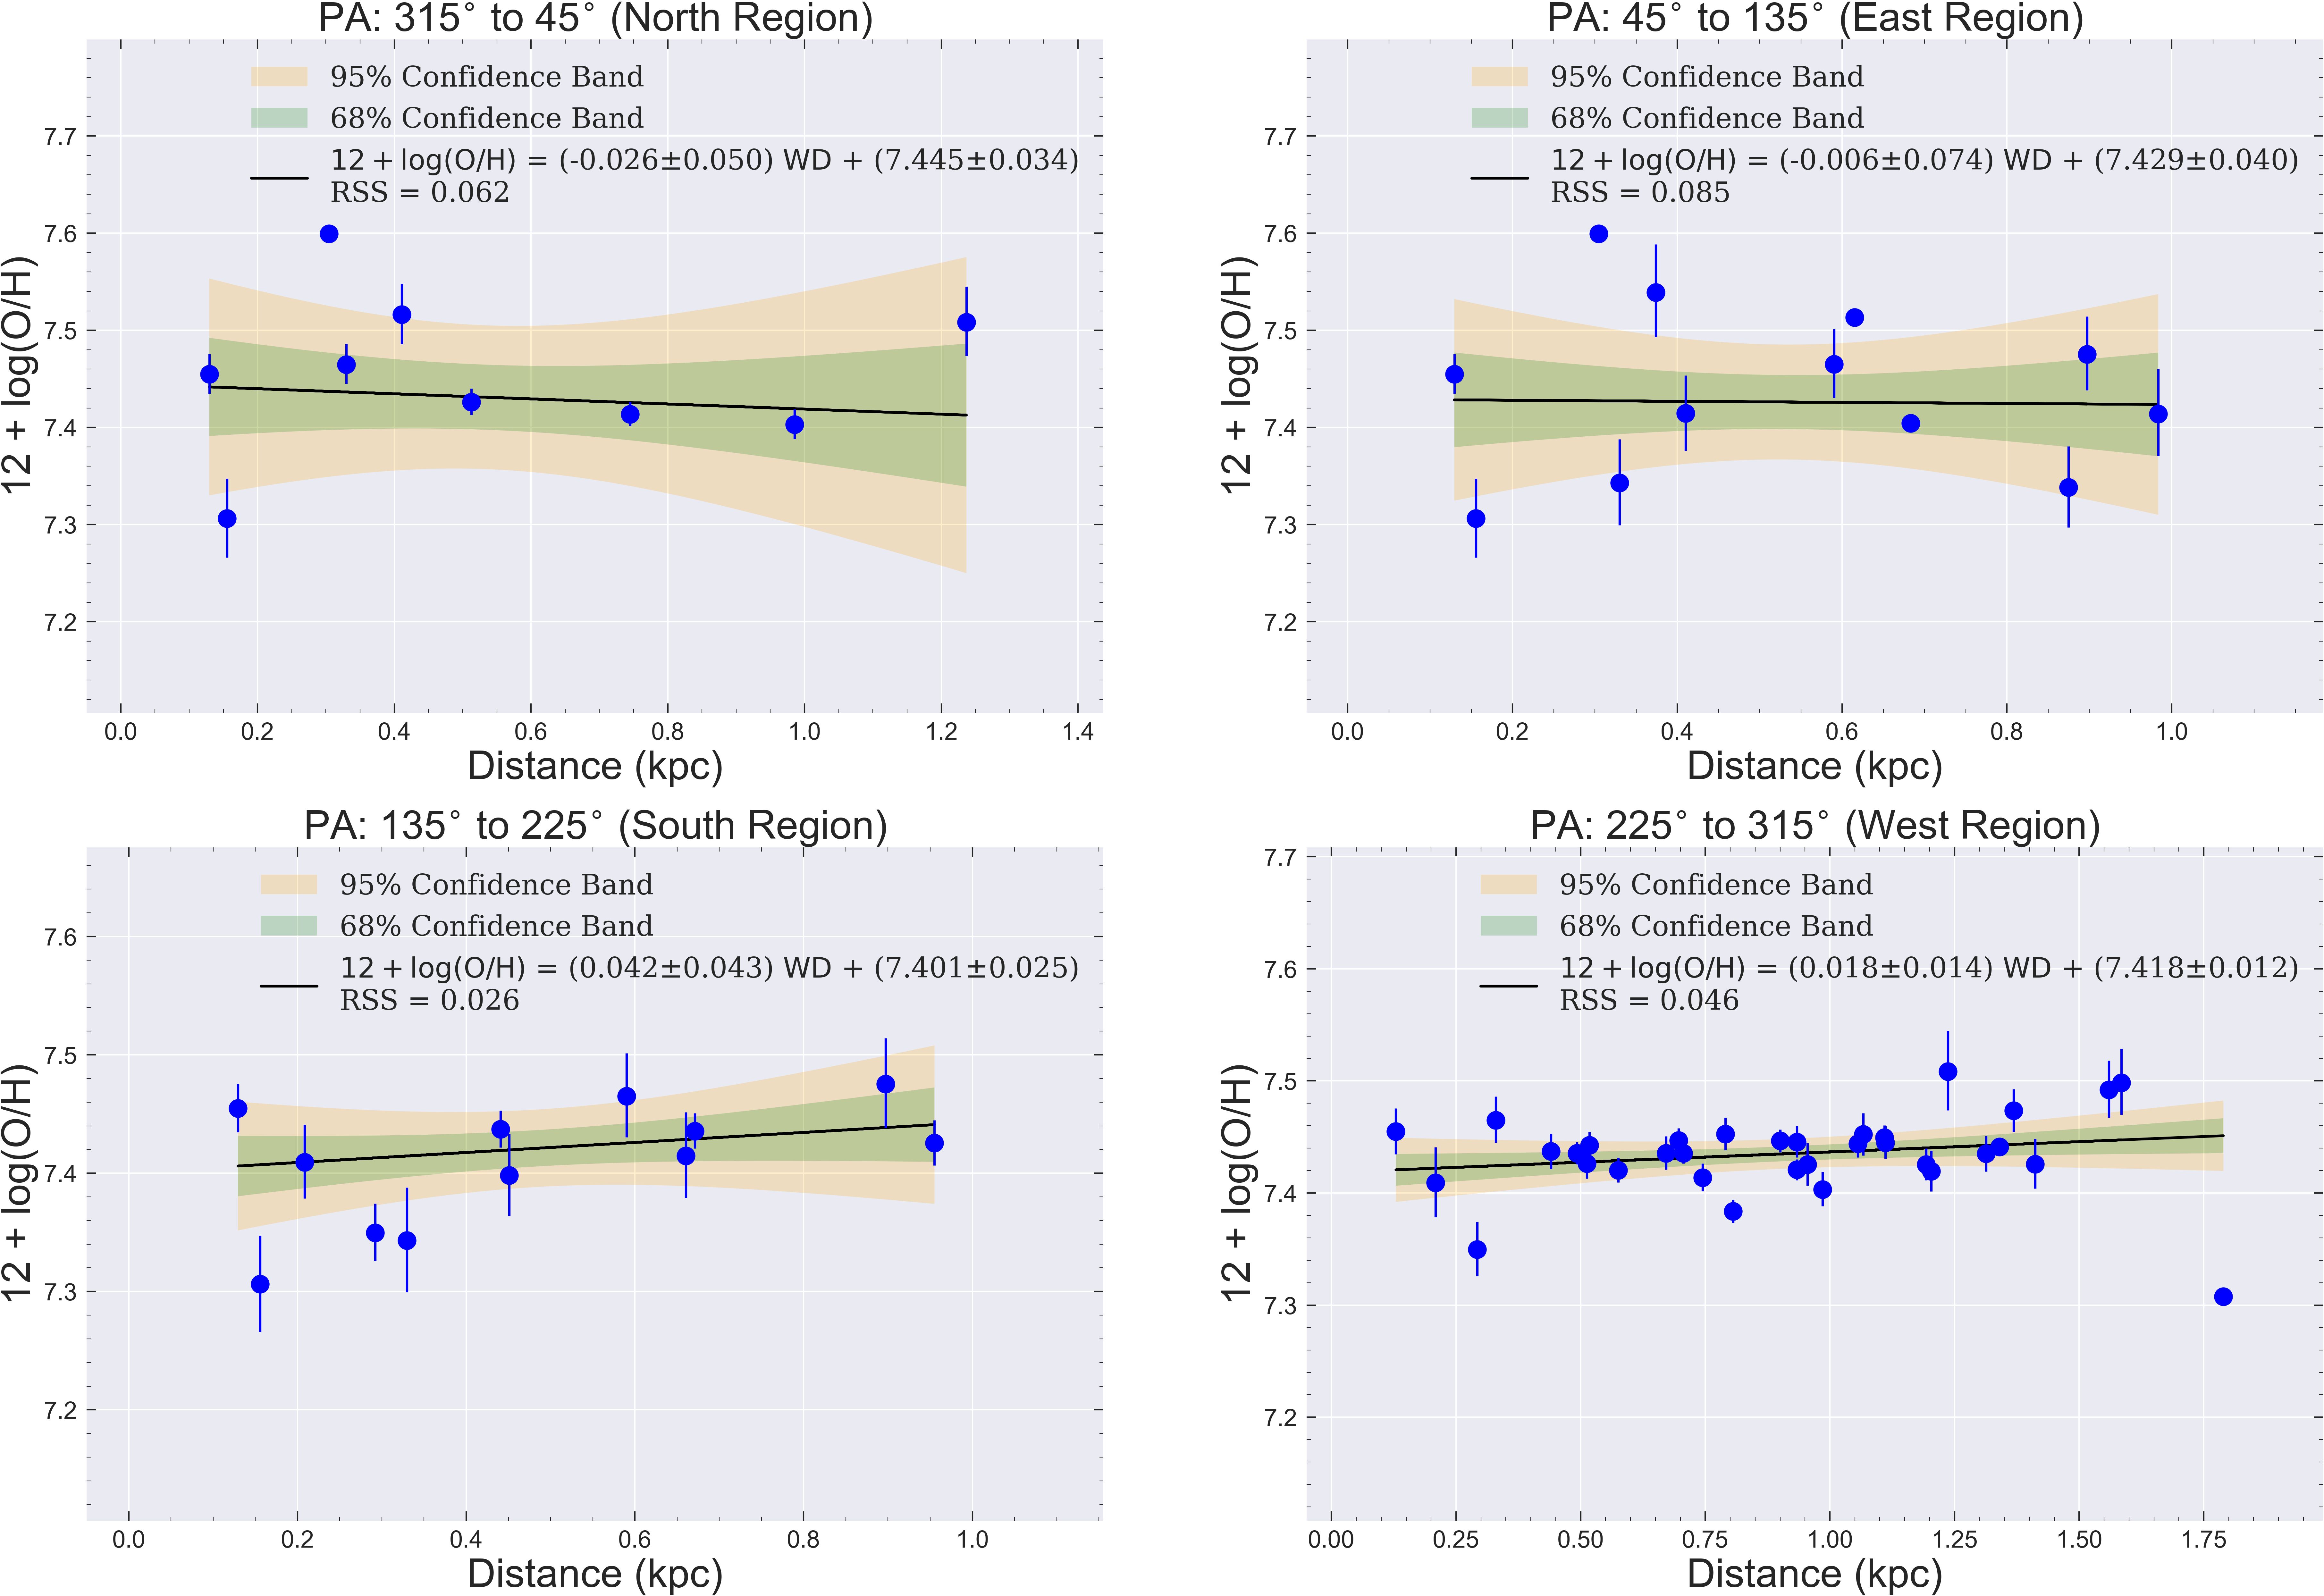 PA: 315° to 45° (North Region)
95% Confidence Band
68% Confidence Band
12 + log(O/H) = (-0.026±0.050) WD + (7.445±0.034)
RSS = 0.062
12 + log(O/H)
7.7
7.6
7.5
7.4
7.3
7.2
0.0 0.2 0.4 0.6 0.8 1.0 1.2 1.4
Distance (kpc)
PA: 45° to 135° (East Region)
95% Confidence Band
68% Confidence Band
12 + log(O/H) = (-0.006±0.074) WD + (7.429±0.040)
RSS = 0.085
12 + log(O/H)
7.7
7.6
7.5
7.4
7.3
7.2
0.0 0.2 0.4 0.6 0.8 1.0
Distance (kpc)
PA: 135° to 225° (South Region)
95% Confidence Band
68% Confidence Band
12 + log(O/H) = (0.042±0.043) WD + (7.401±0.025)
RSS = 0.026
12 + log(O/H)
7.6
7.5
7.4
7.3
7.2
0.0 0.2 0.4 0.6 0.8 1.0
Distance (kpc)
PA: 225° to 315° (West Region)
95% Confidence Band
68% Confidence Band
12 + log(O/H) = (0.018±0.014) WD + (7.418±0.012)
RSS = 0.046
12 + log(O/H)
7.7
7.6
7.5
7.4
7.3
7.2
0.00 0.25 0.50 0.75 1.00 1.25 1.50 1.75
Distance (kpc)